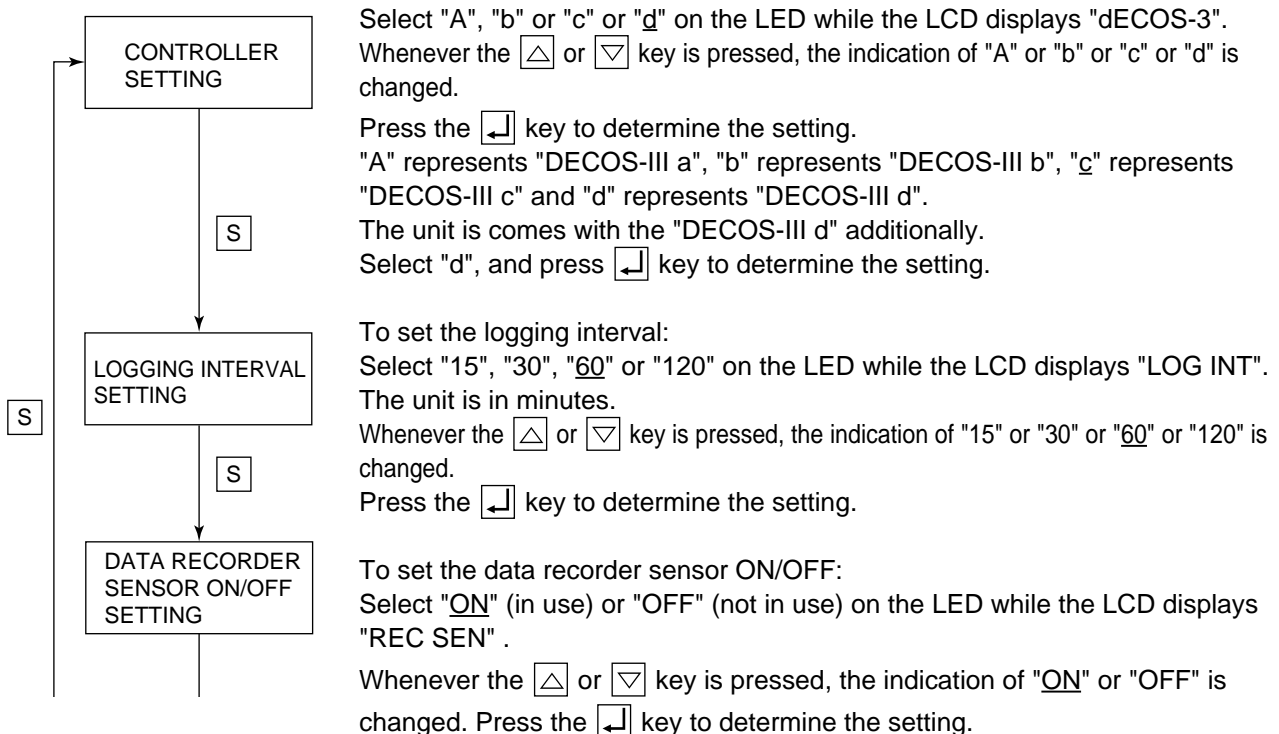 CONTROLLER
SETTING
Select "A", "b" or "c" or "d" on the LED while the LCD displays "dECOS-3".
Whenever the △ or ▽ key is pressed, the indication of "A" or "b" or "c" or "d" is
changed.
Press the ↵ key to determine the setting.
"A" represents "DECOS-III a", "b" represents "DECOS-III b", "c" represents
"DECOS-III c" and "d" represents "DECOS-III d".
The unit is comes with the "DECOS-III d" additionally.
Select "d", and press ↵ key to determine the setting.
S
LOGGING INTERVAL
SETTING
To set the logging interval:
Select "15", "30", "60" or "120" on the LED while the LCD displays "LOG INT".
The unit is in minutes.
Whenever the △ or ▽ key is pressed, the indication of "15" or "30" or "60" or "120" is
changed.
Press the ↵ key to determine the setting.
S
S
DATA RECORDER
SENSOR ON/OFF
SETTING
To set the data recorder sensor ON/OFF:
Select "ON" (in use) or "OFF" (not in use) on the LED while the LCD displays
"REC SEN" .
Whenever the △ or ▽ key is pressed, the indication of "ON" or "OFF" is
changed. Press the ↵ key to determine the setting.